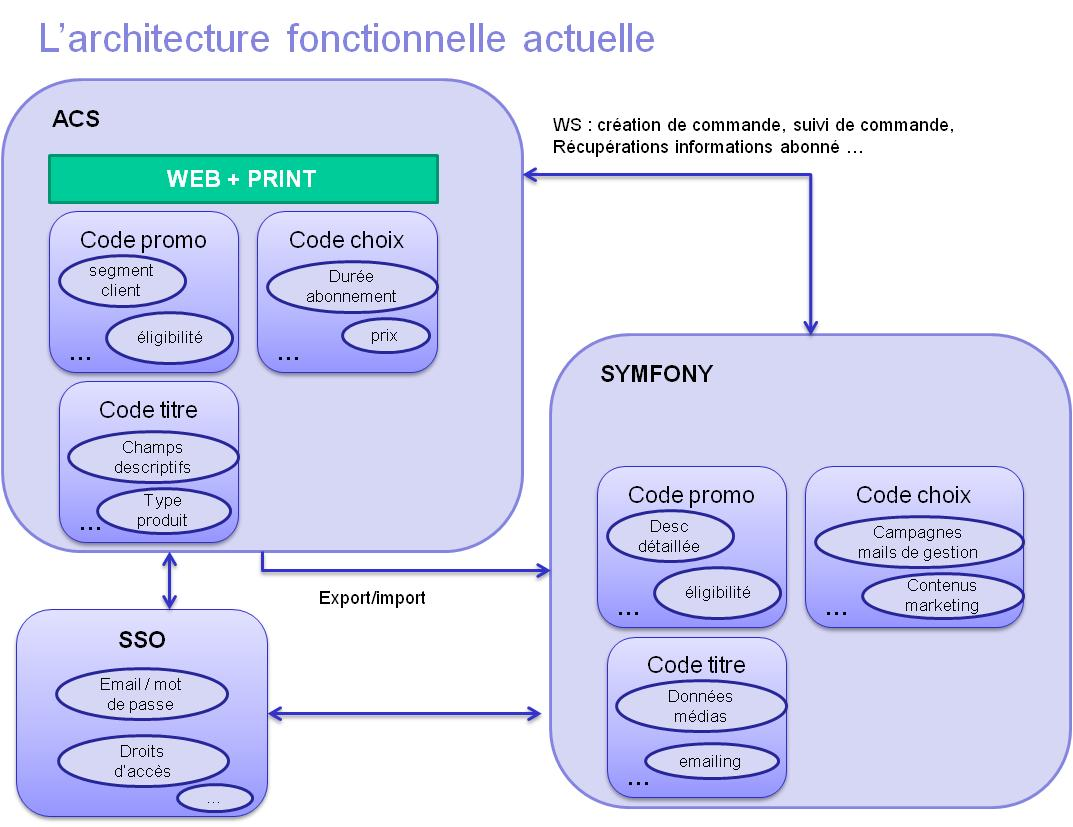 L'architecture fonctionnelle actuelle
ACS
WS : création de commande, suivi de commande,
Récupérations informations abonné ...
WEB + PRINT
Code promo
segment
client
éligibilité
...
Code choix
Durée
abonnement
prix
...
Code titre
Champs
descriptifs
Type
produit
...
SYMFONY
Code promo
Desc
détaillée
éligibilité
...
Code choix
Campagnes
mails de gestion
Contenus
marketing
...
Code titre
Données
médias
emailing
...
Export/import
SSO
Email / mot
de passe
Droits
d'accès
...